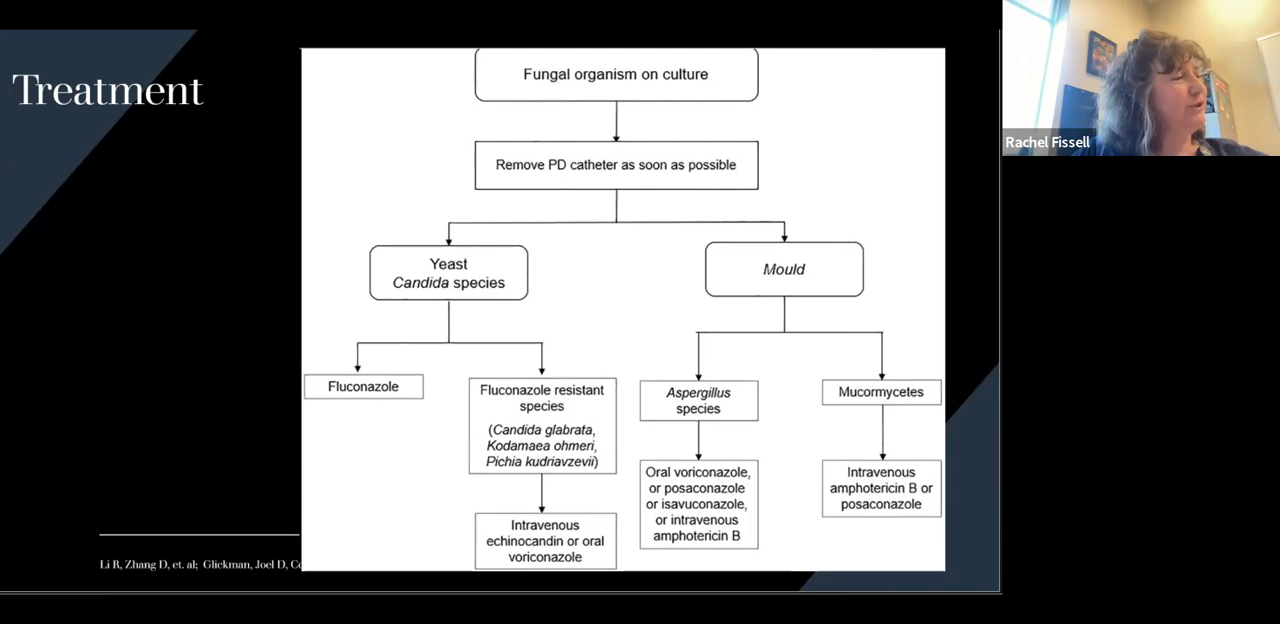 Treatment
Fungal organism on culture
Remove PD catheter as soon as possible
Yeast
Candida species
Mould
Fluconazole
Fluconazole resistant
species
(Candida glabrata,
Kodamaea ohmeri,
Pichia kudriavzevii)
Intravenous
echinocandin or oral
voriconazole
Aspergillus
species
Oral voriconazole,
or posaconazole
or isavuconazole,
or intravenous
amphotericin B
Mucormycetes
Intravenous
amphotericin B or
posaconazole
Li R, Zhang D, et. al; Glickman, Joel D,
Rachel Fissell